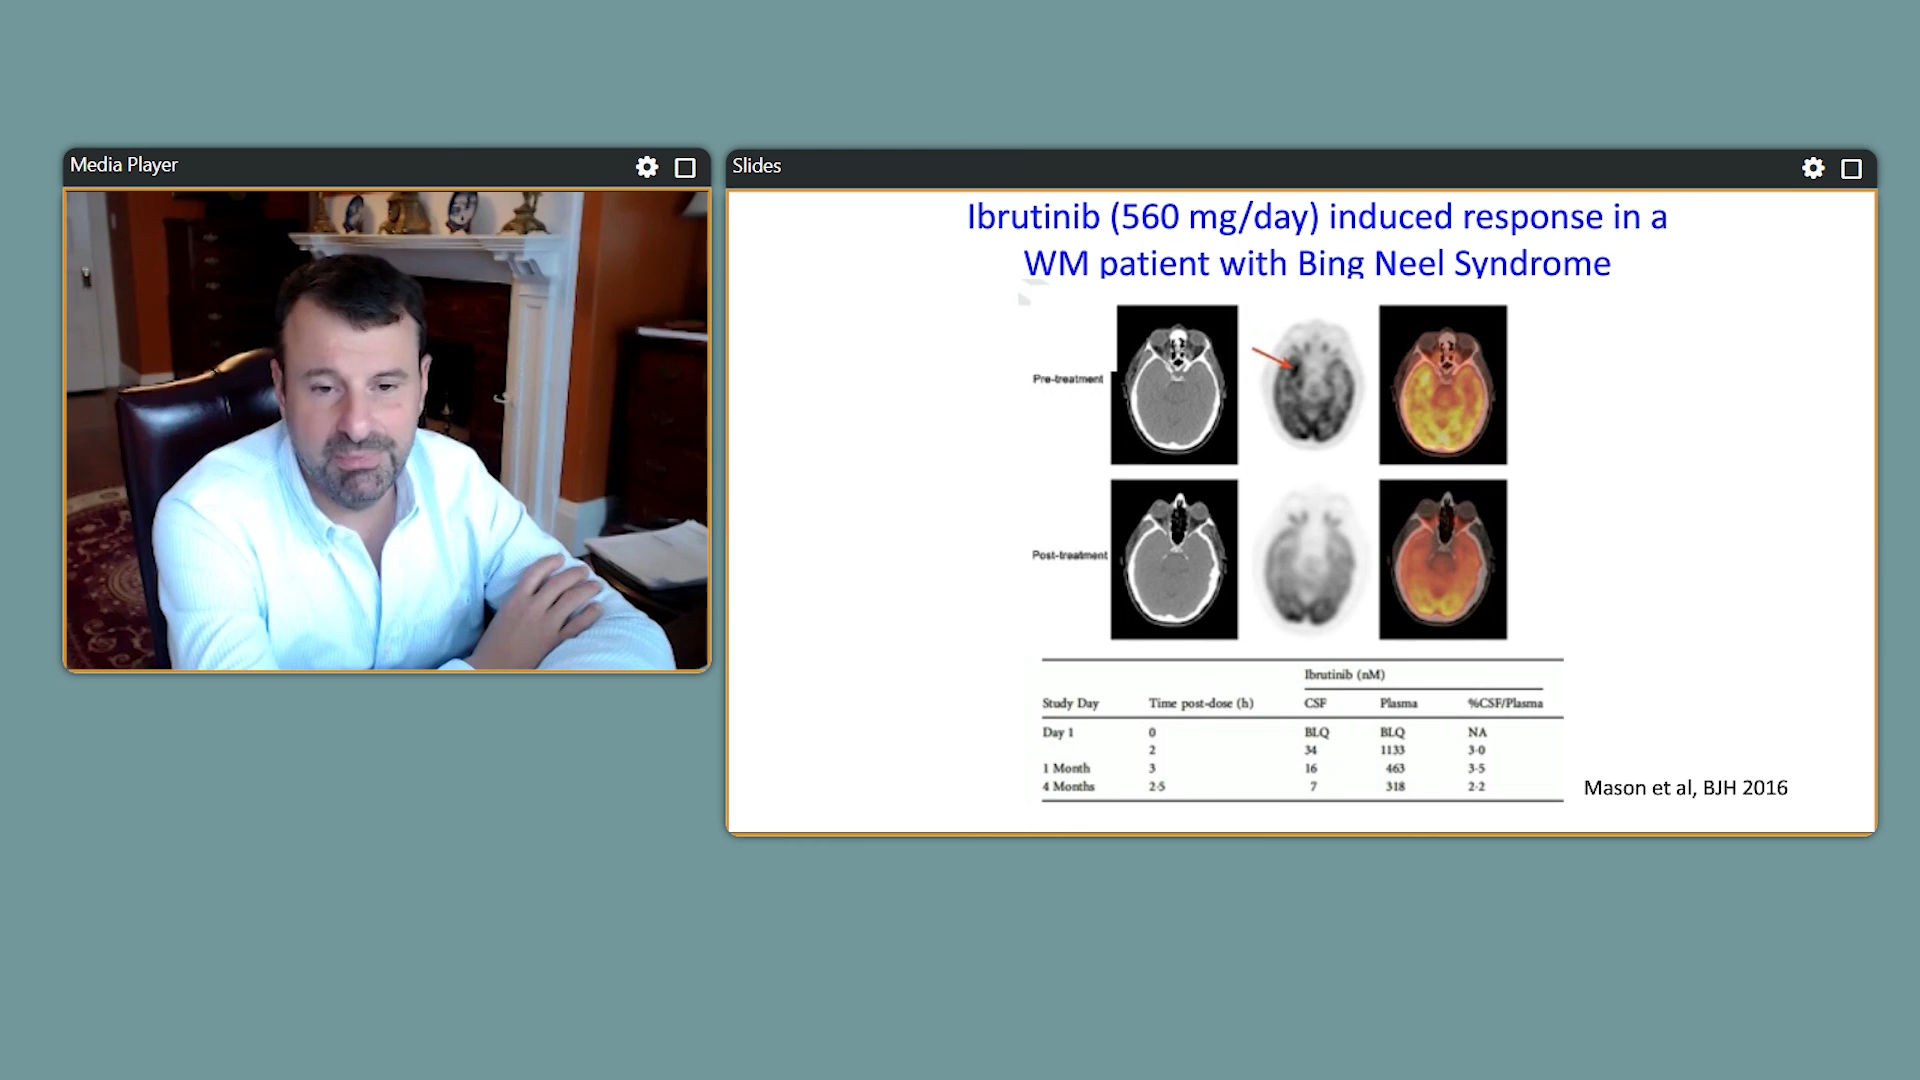 Media Player
Slides
Ibrutinib (560 mg/day) induced response in a
WM patient with Bing Neel Syndrome
Pre-treatment
Post-treatment
Ibrutinib (nM)
Study Day Time post-dose (h) CSF Plasma %CSF/Plasma
Day 1 0 BLQ BLQ NA
2 34 1133 3·0
1 Month 3 16 463 3·5
4 Months 2·5 7 318 2·2
Mason et al, BJH 2016